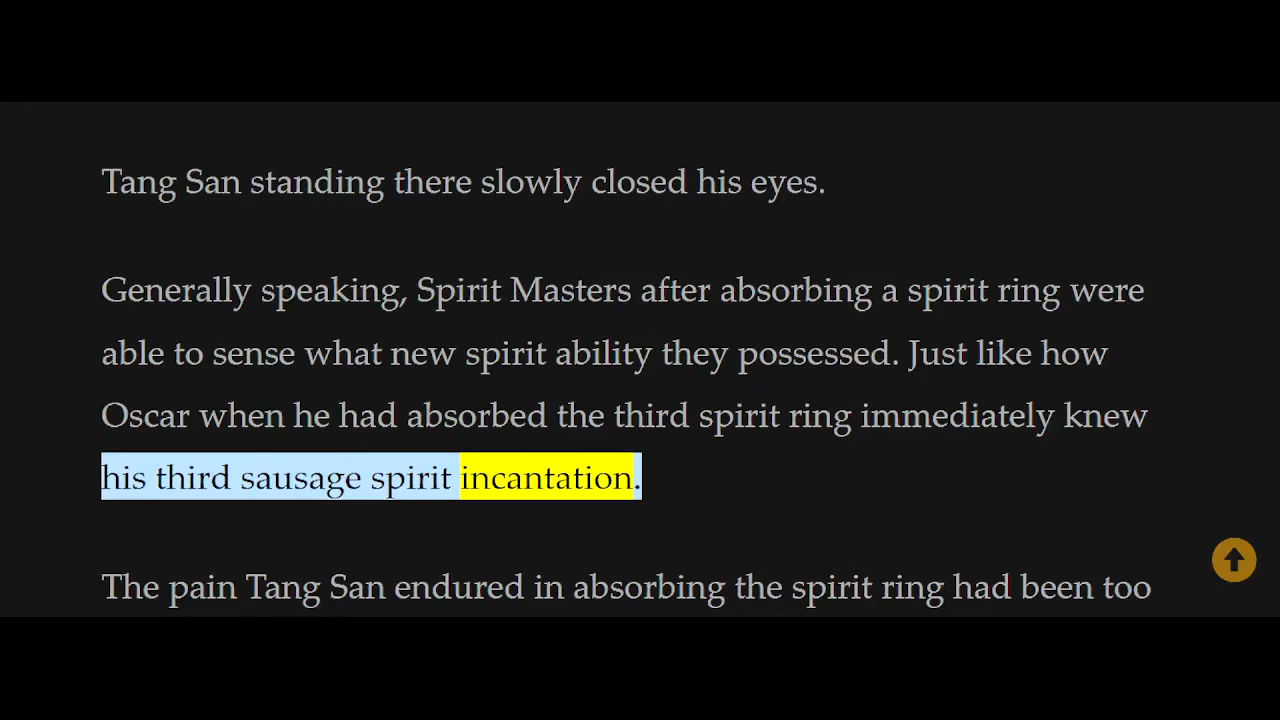 Tang San standing there slowly closed his eyes.
Generally speaking, Spirit Masters after absorbing a spirit ring were
able to sense what new spirit ability they possessed. Just like how
Oscar when he had absorbed the third spirit ring immediately knew
his third sausage spirit incantation.
The pain Tang San endured in absorbing the spirit ring had been too